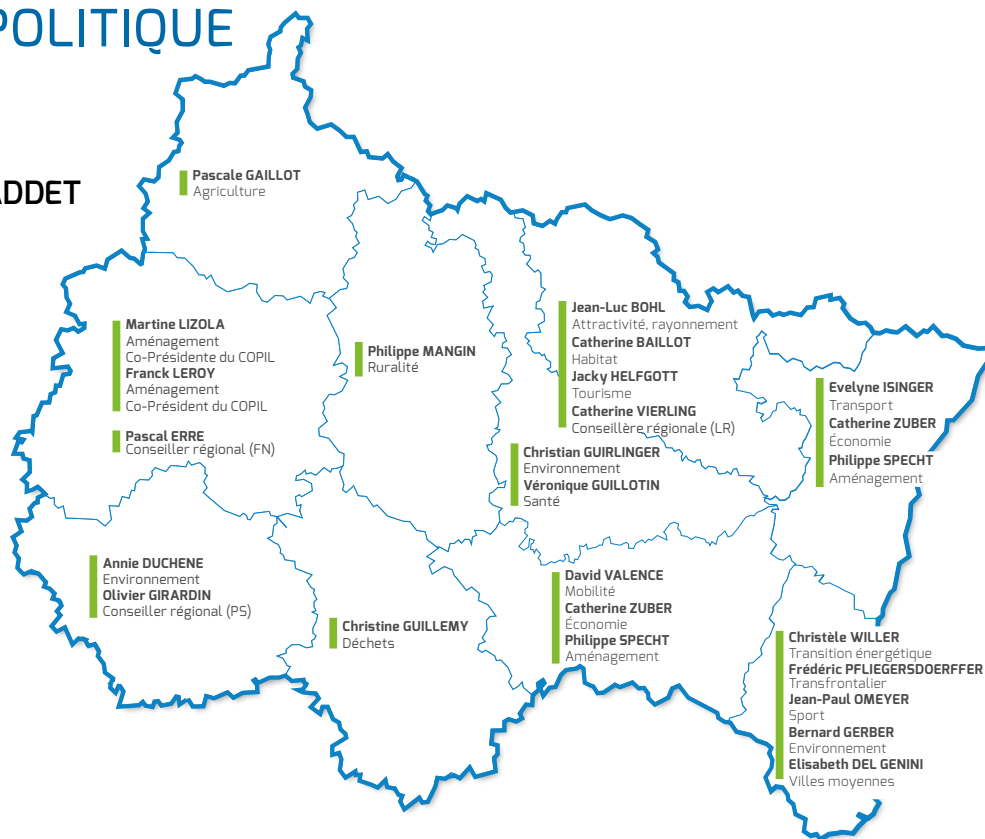 POLITIQUE
ADDET
Pascale GAILLOT
Agriculture
Martine LIZOLA
Aménagement
Co-Présidente du COPIL
Franck LEROY
Aménagement
Co-Président du COPIL
Pascal ERRE
Conseiller régional (FN)
Philippe MANGIN
Ruralité
Jean-Luc BOHL
Attractivité, rayonnement
Catherine BAILLOT
Habitat
Jacky HELFGOTT
Tourisme
Catherine VIERLING
Conseillère régionale (LR)
Christian GUIRLINGER
Environnement
Véronique GUILLOTIN
Santé
Evelyne ISINGER
Transport
Catherine ZUBER
Économie
Philippe SPECHT
Aménagement
Annie DUCHENE
Environnement
Olivier GIRARDIN
Conseiller régional (PS)
Christine GUILLEMY
Déchets
David VALENCE
Mobilité
Catherine ZUBER
Économie
Philippe SPECHT
Aménagement
Christèle WILLER
Transition énergétique
Frédéric PFLIEGERSDOERFFER
Transfrontalier
Jean-Paul OMEYER
Sport
Bernard GERBER
Environnement
Elisabeth DEL GENINI
Villes moyennes